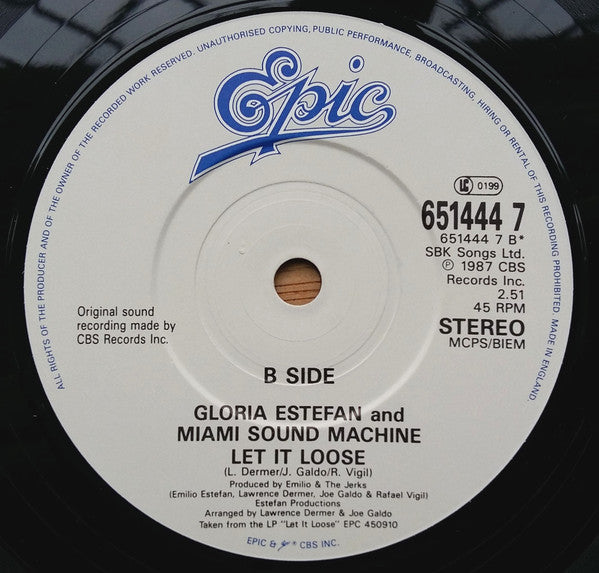 ALL RIGHTS OF THE PRODUCER AND OF THE OWNER OF THE RECORDED WORK RESERVED. UNAUTHORISED COPYING, PUBLIC PERFORMANCE, BROADCASTING, HIRING OR RENTAL OF THIS RECORDING PROHIBITED. MADE IN ENGLAND.
Epic
LC 0199
651444 7
651444 7 B*
SBK Songs Ltd.
℗ 1987 CBS
Records Inc.
2.51
45 RPM
STEREO
MCPS/BIEM
Original sound
recording made by
CBS Records Inc.
B SIDE
GLORIA ESTEFAN and
MIAMI SOUND MACHINE
LET IT LOOSE
(L. Dermer/J. Galdo/R. Vigil)
Produced by Emilio & The Jerks
(Emilio Estefan, Lawrence Dermer, Joe Galdo & Rafael Vigil)
Estefan Productions
Arranged by Lawrence Dermer & Joe Galdo
Taken from the LP "Let It Loose" EPC 450910
EPIC & * CBS INC.